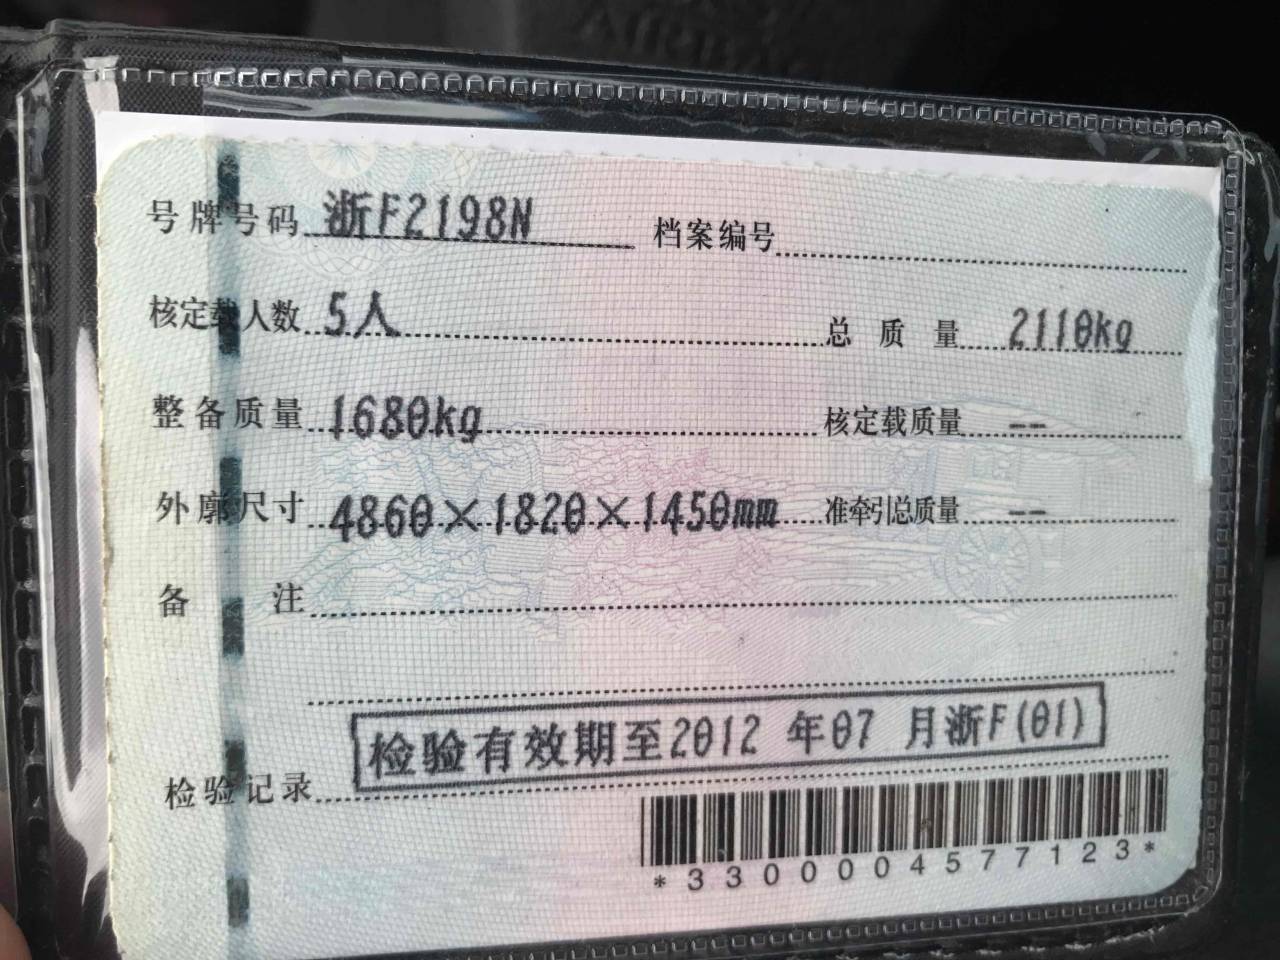 号牌号码 浙F2198N 档案编号
核定载人数 5人 总质量 2110kg
整备质量 1680kg 核定载质量 --
外廓尺寸 4860×1820×1450mm 准牵引总质量 --
备注
检验有效期至2012 年07 月浙F(01)
检验记录
*3300004577123*